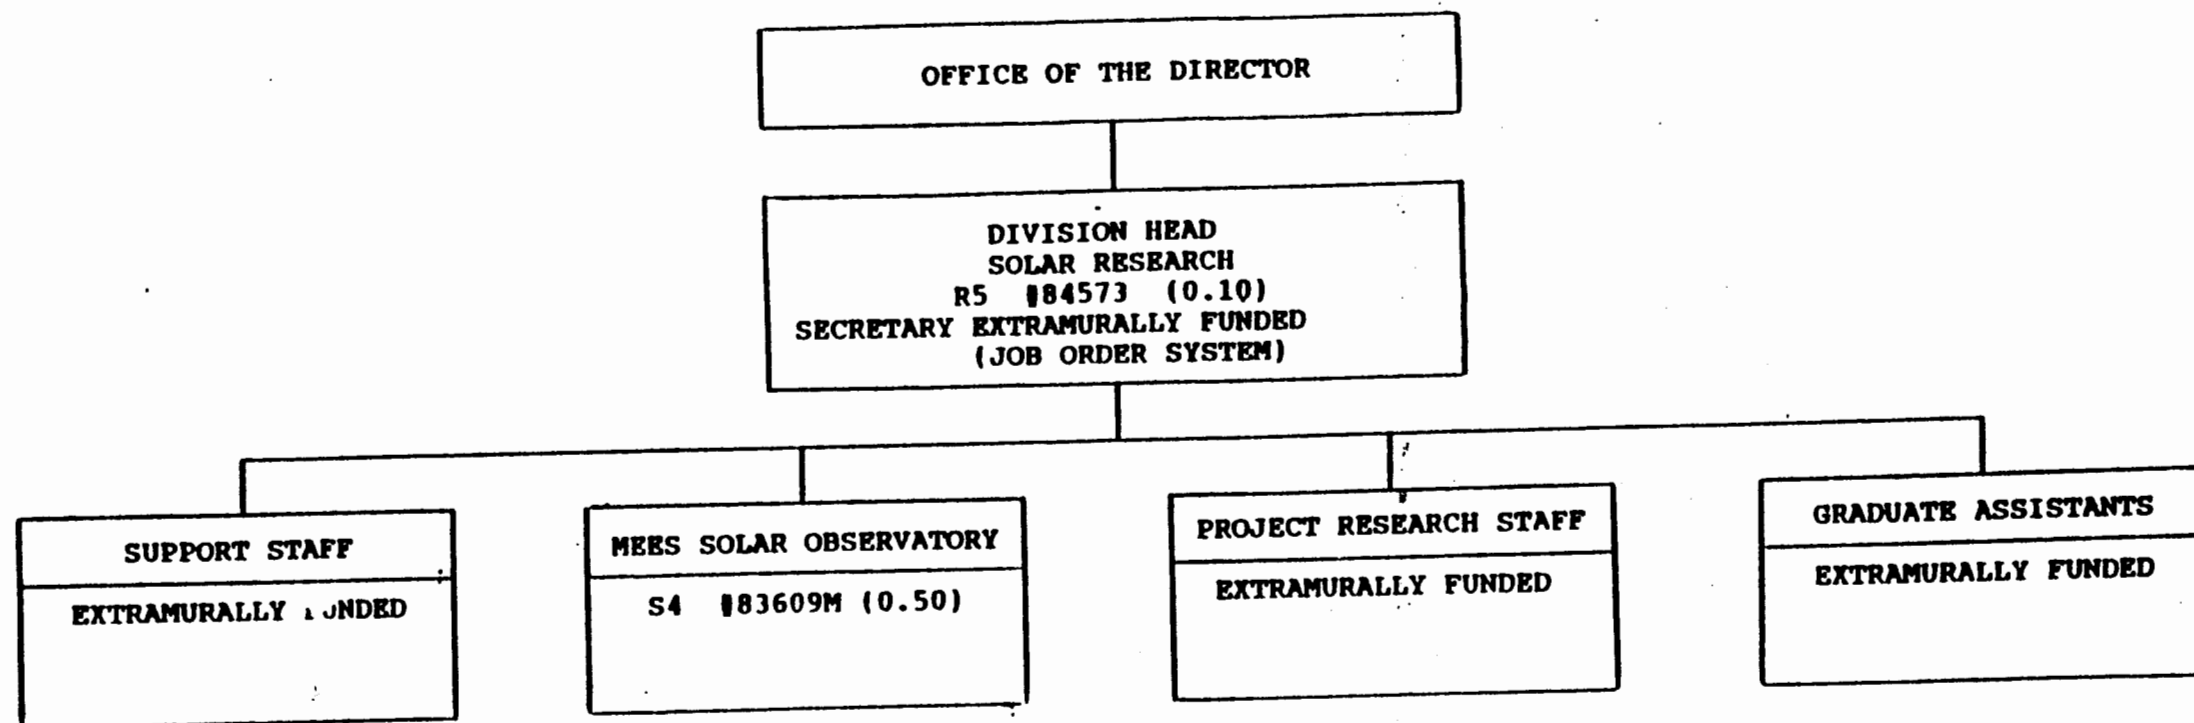 OFFICE OF THE DIRECTOR
DIVISION HEAD
SOLAR RESEARCH
R5 #84573 (0.10)
SECRETARY EXTRAMURALLY FUNDED
(JOB ORDER SYSTEM)
SUPPORT STAFF
EXTRAMURALLY FUNDED
MEES SOLAR OBSERVATORY
S4 #83609M (0.50)
PROJECT RESEARCH STAFF
EXTRAMURALLY FUNDED
GRADUATE ASSISTANTS
EXTRAMURALLY FUNDED